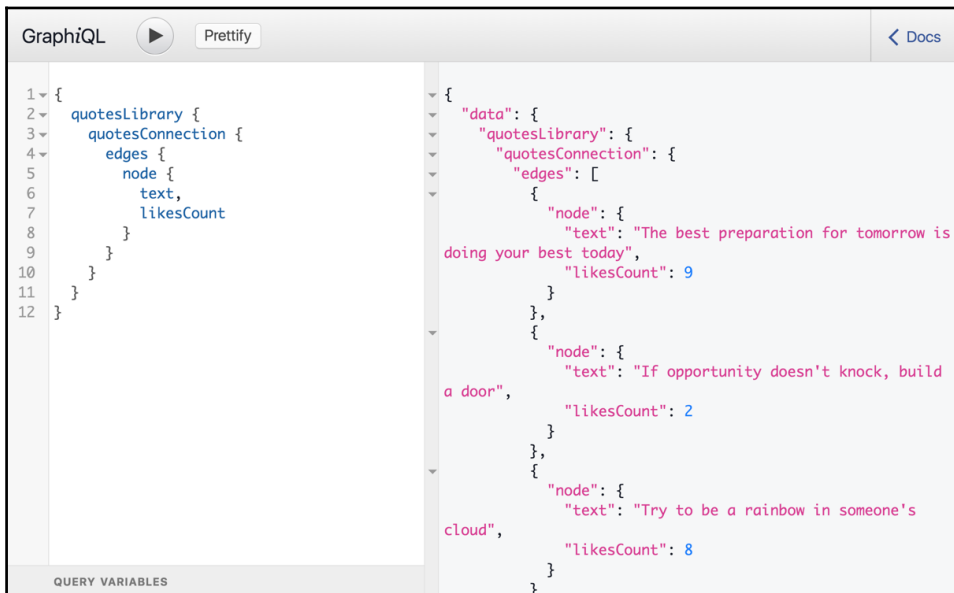 GraphiQL
Prettify
Docs
1 {
2 quotesLibrary {
3 quotesConnection {
4 edges {
5 node {
6 text,
7 likesCount
8 }
9 }
10 }
11 }
12 }
QUERY VARIABLES
{
"data": {
"quotesLibrary": {
"quotesConnection": {
"edges": [
{
"node": {
"text": "The best preparation for tomorrow is
doing your best today",
"likesCount": 9
}
},
{
"node": {
"text": "If opportunity doesn't knock, build
a door",
"likesCount": 2
}
},
{
"node": {
"text": "Try to be a rainbow in someone's
cloud",
"likesCount": 8
}
}